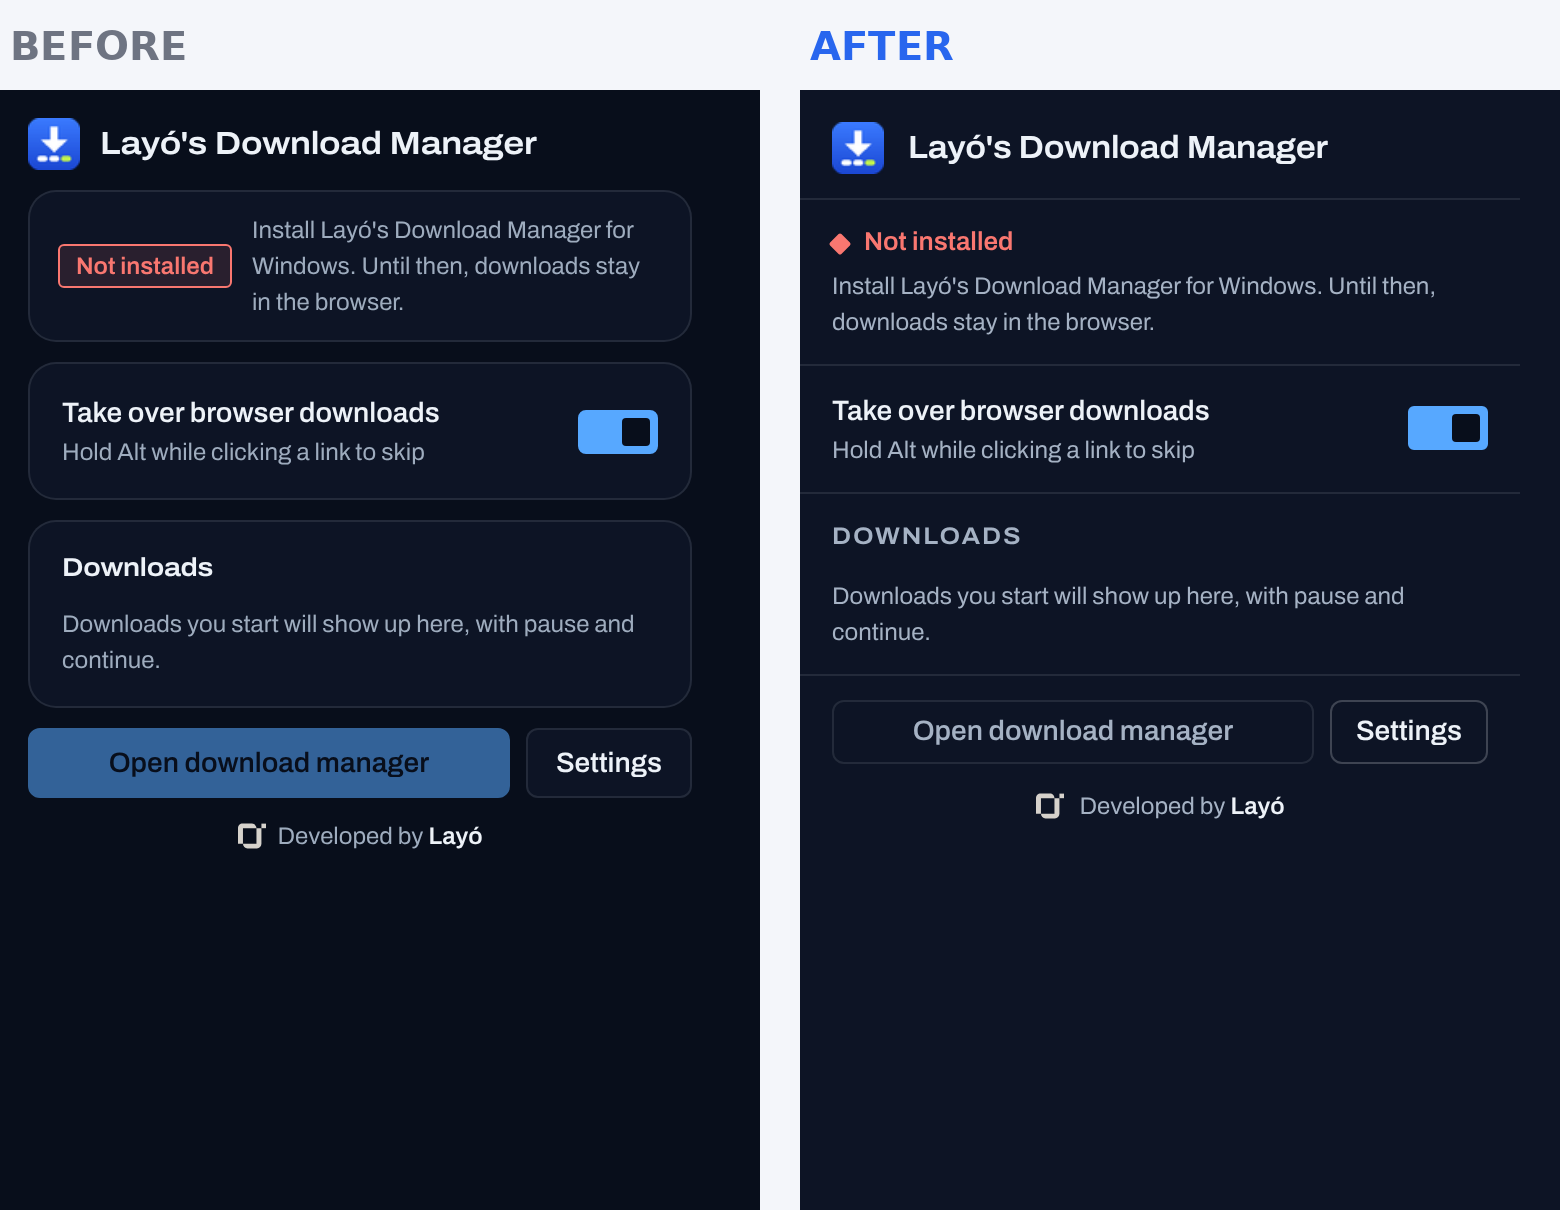 BEFORE
Layó's Download Manager
Not installed
Install Layó's Download Manager for
Windows. Until then, downloads stay
in the browser.
Take over browser downloads
Hold Alt while clicking a link to skip
Downloads
Downloads you start will show up here, with pause and
continue.
Open download manager
Settings
Developed by Layó
AFTER
Layó's Download Manager
Not installed
Install Layó's Download Manager for Windows. Until then,
downloads stay in the browser.
Take over browser downloads
Hold Alt while clicking a link to skip
DOWNLOADS
Downloads you start will show up here, with pause and
continue.
Open download manager
Settings
Developed by Layó